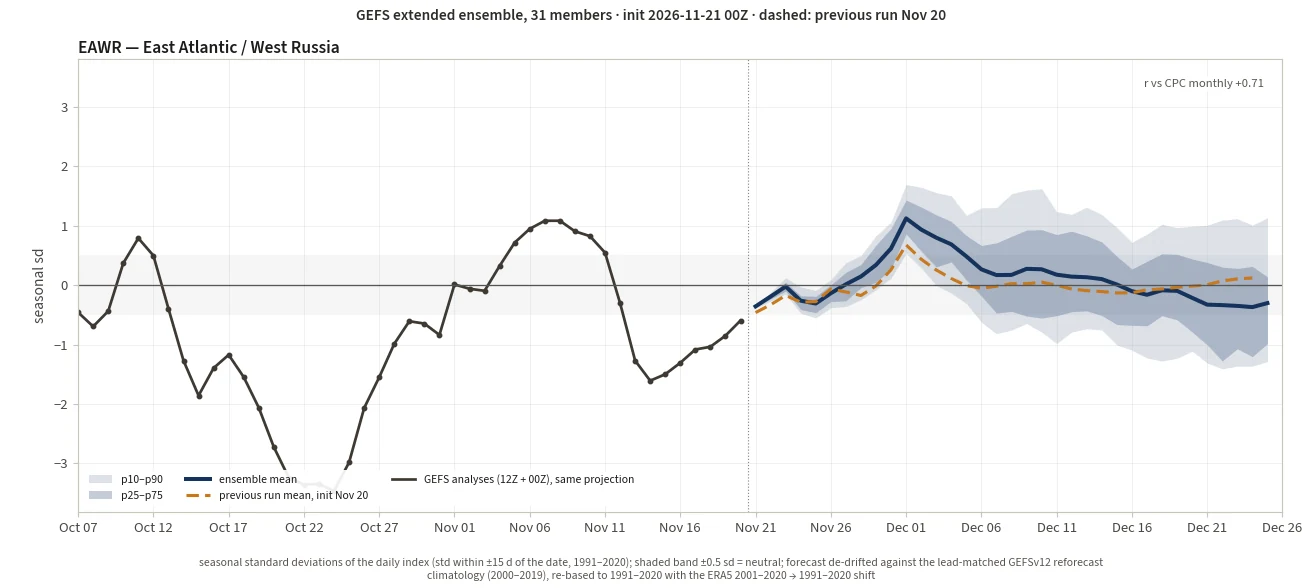 GEFS extended ensemble, 31 members · init 2026-11-21 00Z · dashed: previous run Nov 20
EAWR — East Atlantic / West Russia
r vs CPC monthly +0.71
seasonal sd
3
2
1
0
−1
−2
−3
p10–p90
p25–p75
ensemble mean
previous run mean, init Nov 20
GEFS analyses (12Z + 00Z), same projection
Oct 07 Oct 12 Oct 17 Oct 22 Oct 27 Nov 01 Nov 06 Nov 11 Nov 16 Nov 21 Nov 26 Dec 01 Dec 06 Dec 11 Dec 16 Dec 21 Dec 26
seasonal standard deviations of the daily index (std within ±15 d of the date, 1991–2020); shaded band ±0.5 sd = neutral; forecast de-drifted against the lead-matched GEFSv12 reforecast
climatology (2000–2019), re-based to 1991–2020 with the ERA5 2001–2020 → 1991–2020 shift